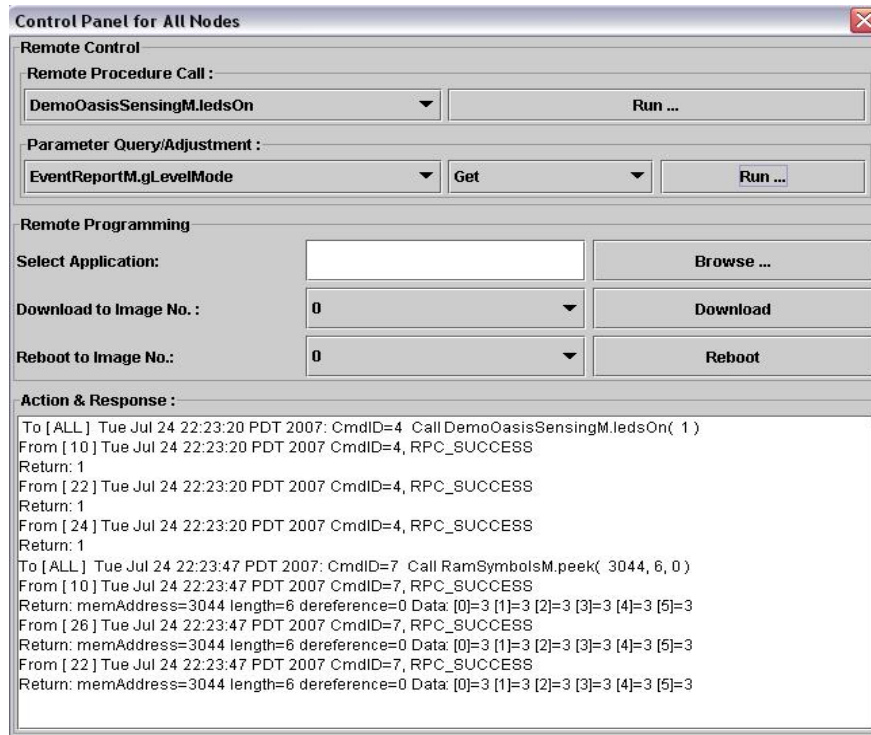 Control Panel for All Nodes
Remote Control
Remote Procedure Call :
DemoOasisSensingM.ledsOn Run ...
Parameter Query/Adjustment :
EventReportM.gLevelMode Get Run ...
Remote Programming
Select Application: Browse ...
Download to Image No. : 0 Download
Reboot to Image No.: 0 Reboot
Action & Response :
To [ ALL ] Tue Jul 24 22:23:20 PDT 2007: CmdID=4 Call DemoOasisSensingM.ledsOn( 1 )
From [ 10 ] Tue Jul 24 22:23:20 PDT 2007 CmdID=4, RPC_SUCCESS
Return: 1
From [ 22 ] Tue Jul 24 22:23:20 PDT 2007 CmdID=4, RPC_SUCCESS
Return: 1
From [ 24 ] Tue Jul 24 22:23:20 PDT 2007 CmdID=4, RPC_SUCCESS
Return: 1
To [ ALL ] Tue Jul 24 22:23:47 PDT 2007: CmdID=7 Call RamSymbolsM.peek( 3044, 6, 0 )
From [ 10 ] Tue Jul 24 22:23:47 PDT 2007 CmdID=7, RPC_SUCCESS
Return: memAddress=3044 length=6 dereference=0 Data: [0]=3 [1]=3 [2]=3 [3]=3 [4]=3 [5]=3
From [ 26 ] Tue Jul 24 22:23:47 PDT 2007 CmdID=7, RPC_SUCCESS
Return: memAddress=3044 length=6 dereference=0 Data: [0]=3 [1]=3 [2]=3 [3]=3 [4]=3 [5]=3
From [ 22 ] Tue Jul 24 22:23:47 PDT 2007 CmdID=7, RPC_SUCCESS
Return: memAddress=3044 length=6 dereference=0 Data: [0]=3 [1]=3 [2]=3 [3]=3 [4]=3 [5]=3